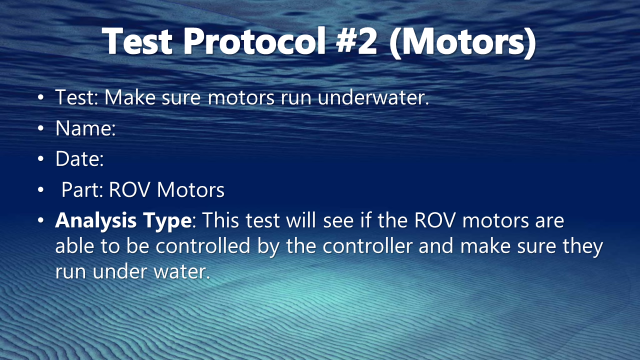 Test Protocol #2 (Motors)
• Test: Make sure motors run underwater.
• Name:
• Date:
• Part: ROV Motors
• Analysis Type: This test will see if the ROV motors are
able to be controlled by the controller and make sure they
run under water.